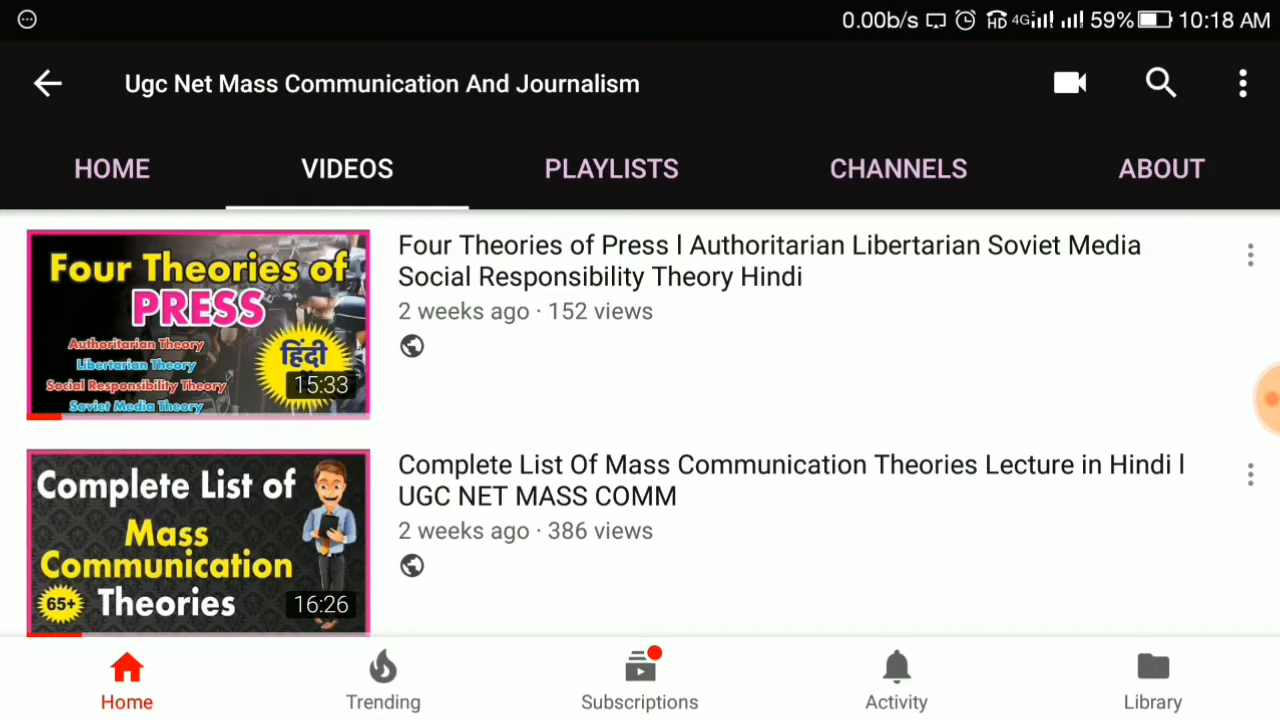 0.00b/s HD 4G 59% 10:18 AM
Ugc Net Mass Communication And Journalism
HOME VIDEOS PLAYLISTS CHANNELS ABOUT
Four Theories of
PRESS
Authoritarian Theory
Libertarian Theory
Social Responsibility Theory
Soviet Media Theory
हिंदी
15:33
Four Theories of Press l Authoritarian Libertarian Soviet Media
Social Responsibility Theory Hindi
2 weeks ago · 152 views
Complete List of
Mass
Communication
65+ Theories
16:26
Complete List Of Mass Communication Theories Lecture in Hindi l
UGC NET MASS COMM
2 weeks ago · 386 views
Home Trending Subscriptions Activity Library